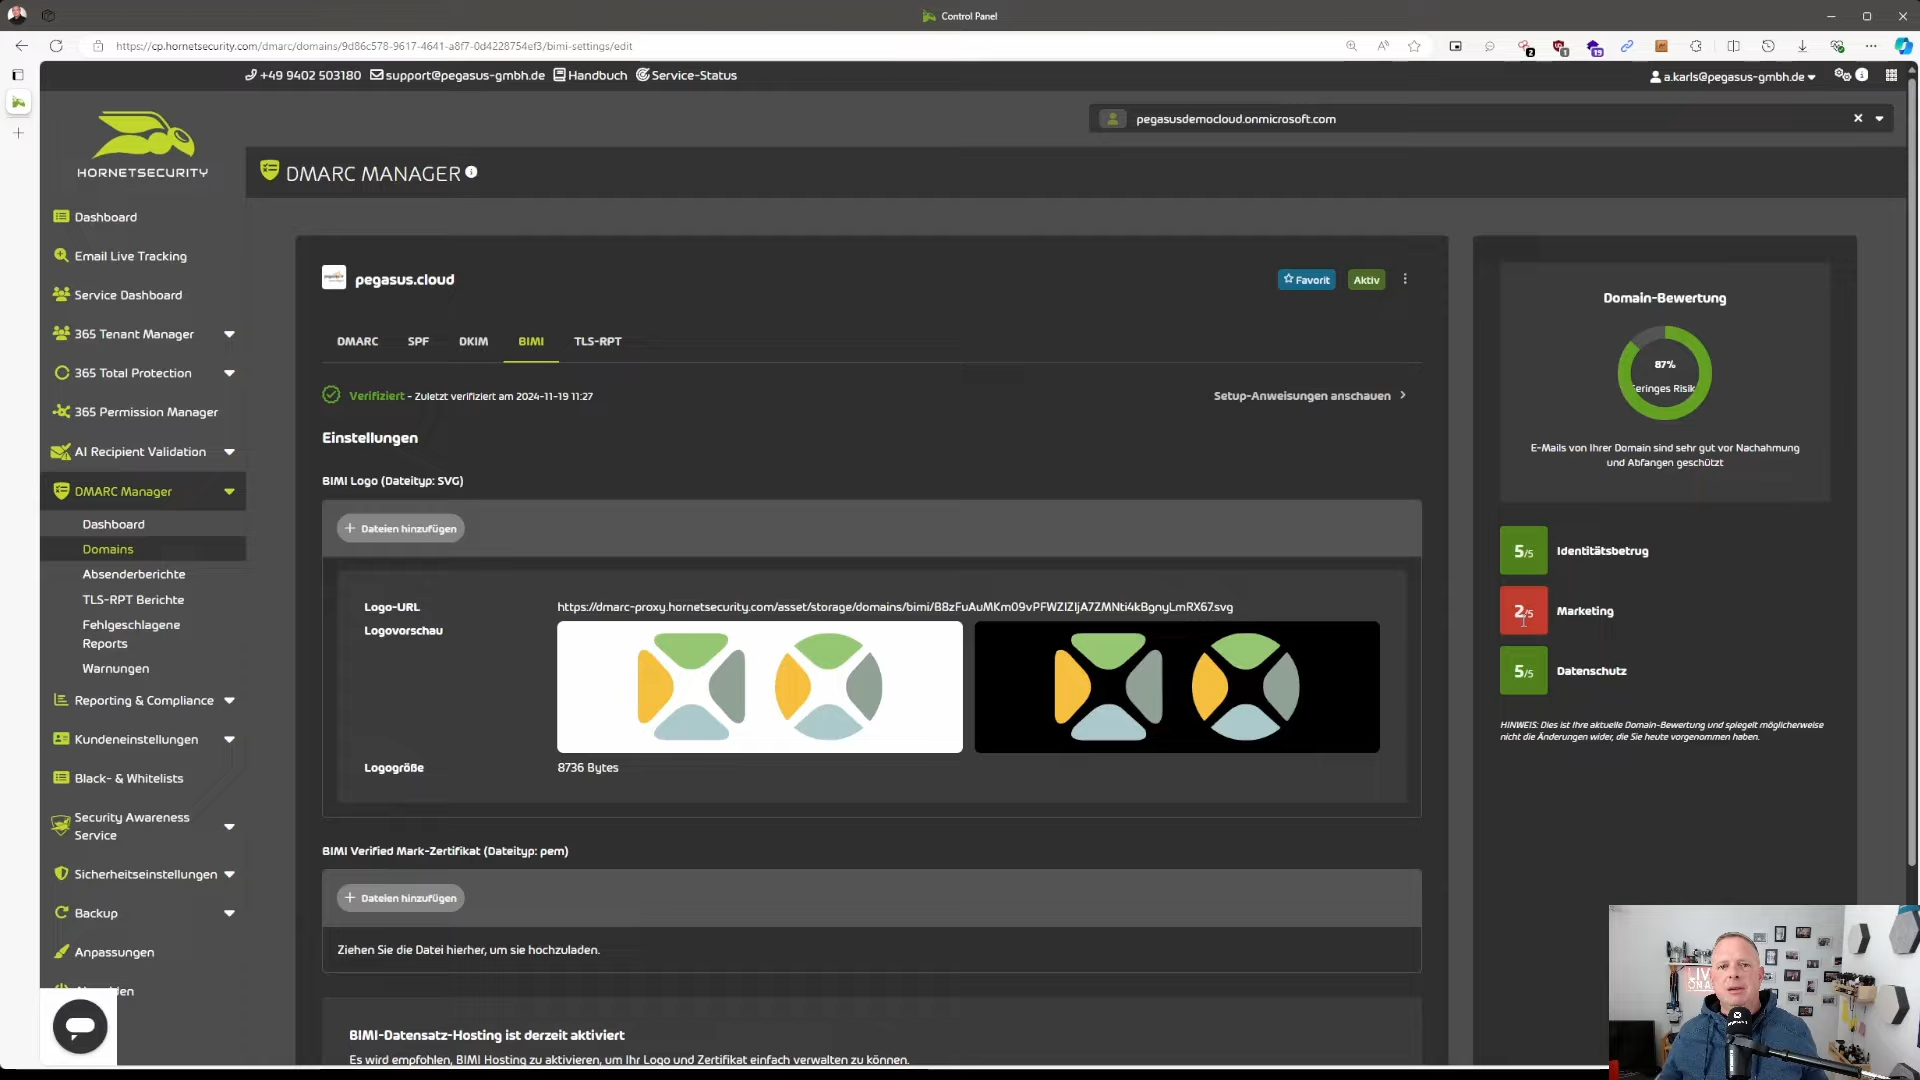 Control Panel
https://cp.hornetsecurity.com/dmarc/domains/9d86c578-9617-4641-a8f7-0d4228754ef3/bimi-settings/edit
+49 9402 503180 support@pegasus-gmbh.de Handbuch Service-Status
a.karls@pegasus-gmbh.de
pegasusdemocloud.onmicrosoft.com
HORNETSECURITY
DMARC MANAGER
Dashboard
Email Live Tracking
Service Dashboard
365 Tenant Manager
365 Total Protection
365 Permission Manager
AI Recipient Validation
DMARC Manager
Dashboard
Domains
Absenderberichte
TLS-RPT Berichte
Fehlgeschlagene
Reports
Warnungen
Reporting & Compliance
Kundeneinstellungen
Black- & Whitelists
Security Awareness
Service
Sicherheitseinstellungen
Backup
Anpassungen
pegasus.cloud
Favorit
Aktiv
DMARC SPF DKIM BIMI TLS-RPT
Verifiziert - Zuletzt verifiziert am 2024-11-19 11:27
Setup-Anweisungen anschauen
Einstellungen
BIMI Logo (Dateityp: SVG)
+ Dateien hinzufügen
Logo-URL https://dmarc-proxy.hornetsecurity.com/asset/storage/domains/bimi/B8zFuAuMKm09vPFWZIZIjA7ZMNti4kBgnyLmRX67.svg
Logovorschau
Logogröße 8736 Bytes
BIMI Verified Mark-Zertifikat (Dateityp: pem)
+ Dateien hinzufügen
Ziehen Sie die Datei hierher, um sie hochzuladen.
BIMI-Datensatz-Hosting ist derzeit aktiviert
Es wird empfohlen, BIMI Hosting zu aktivieren, um Ihr Logo und Zertifikat einfach verwalten zu können.
Domain-Bewertung
87%
Geringes Risik
E-Mails von Ihrer Domain sind sehr gut vor Nachahmung
und Abfangen geschützt
5/5 Identitätsbetrug
2/5 Marketing
5/5 Datenschutz
HINWEIS: Dies ist Ihre aktuelle Domain-Bewertung und spiegelt möglicherweise
nicht die Änderungen wider, die Sie heute vorgenommen haben.